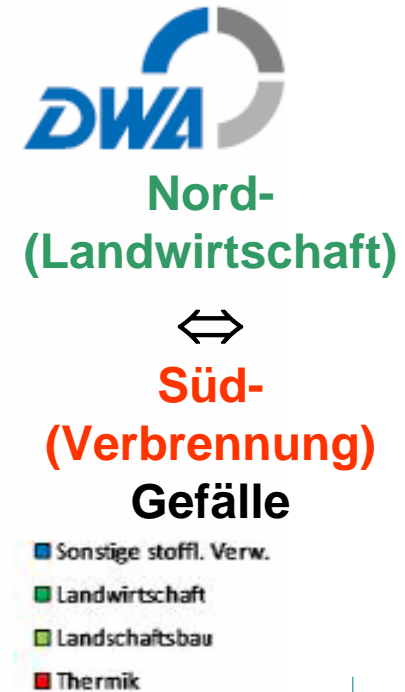 DWA
Nord-
(Landwirtschaft)
⇔
Süd-
(Verbrennung)
Gefälle
Sonstige stoffl. Verw.
Landwirtschaft
Landschaftsbau
Thermik